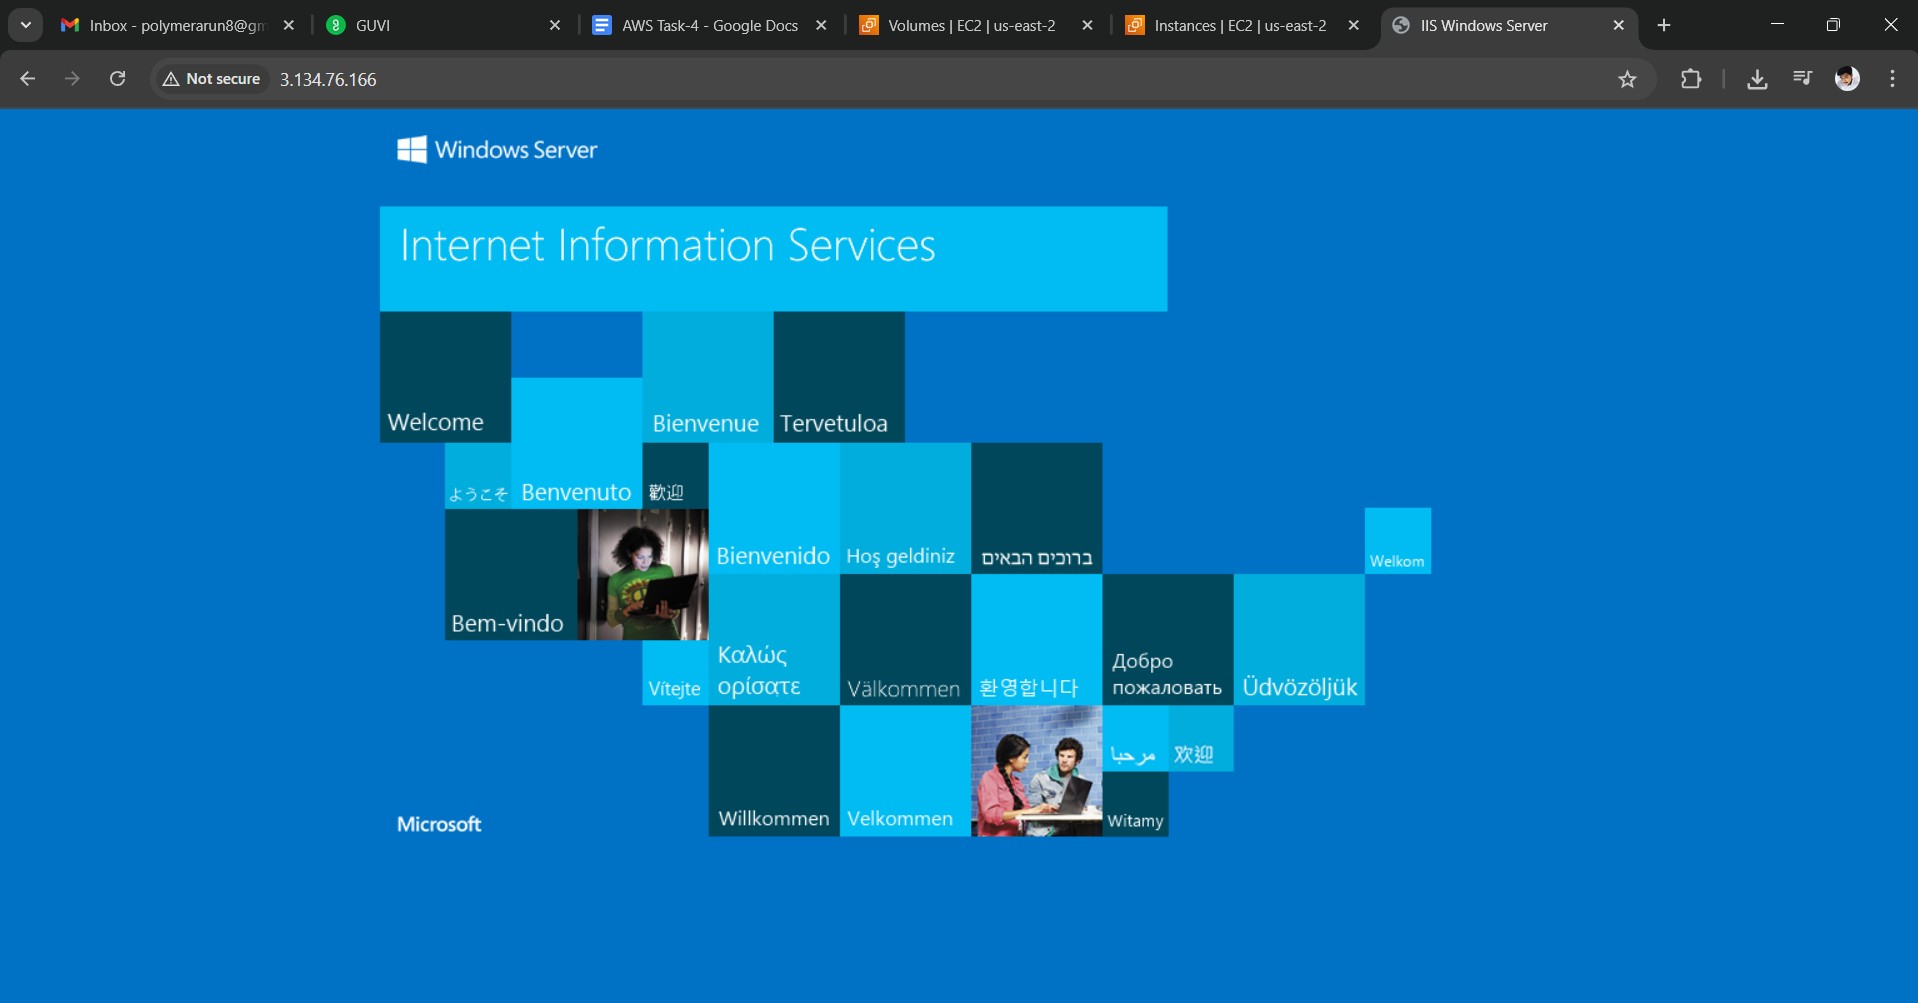 Inbox - polymerarun8@gm
GUVI
AWS Task-4 - Google Docs
Volumes | EC2 | us-east-2
Instances | EC2 | us-east-2
IIS Windows Server
Not secure
3.134.76.166
Windows Server
Internet Information Services
Welcome
Bienvenue
Tervetuloa
ようこそ
Benvenuto
歡迎
Bienvenido
Hoş geldiniz
ברוכים הבאים
Welkom
Bem-vindo
Vítejte
Καλώς
ορίσατε
Välkommen
환영합니다
Добро
пожаловать
Üdvözöljük
Willkommen
Velkommen
مرحبا
欢迎
Witamy
Microsoft